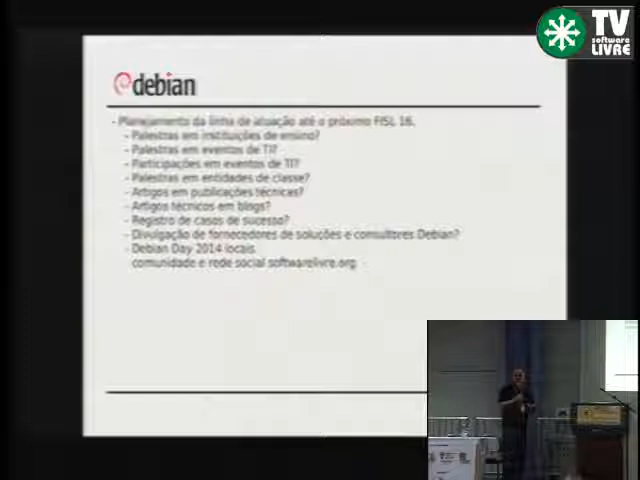 TV
software
LIVRE
debian
- Planejamento da linha de atuação até o próximo FISL 16.
- Palestras em instituições de ensino?
- Palestras em eventos de TI?
- Participações em eventos de TI?
- Palestras em entidades de classe?
- Artigos em publicações técnicas?
- Artigos técnicos em blogs?
- Registro de casos de sucesso?
- Divulgação de fornecedores de soluções e consultores Debian?
- Debian Day 2014 locais
comunidade e rede social softwarelivre.org